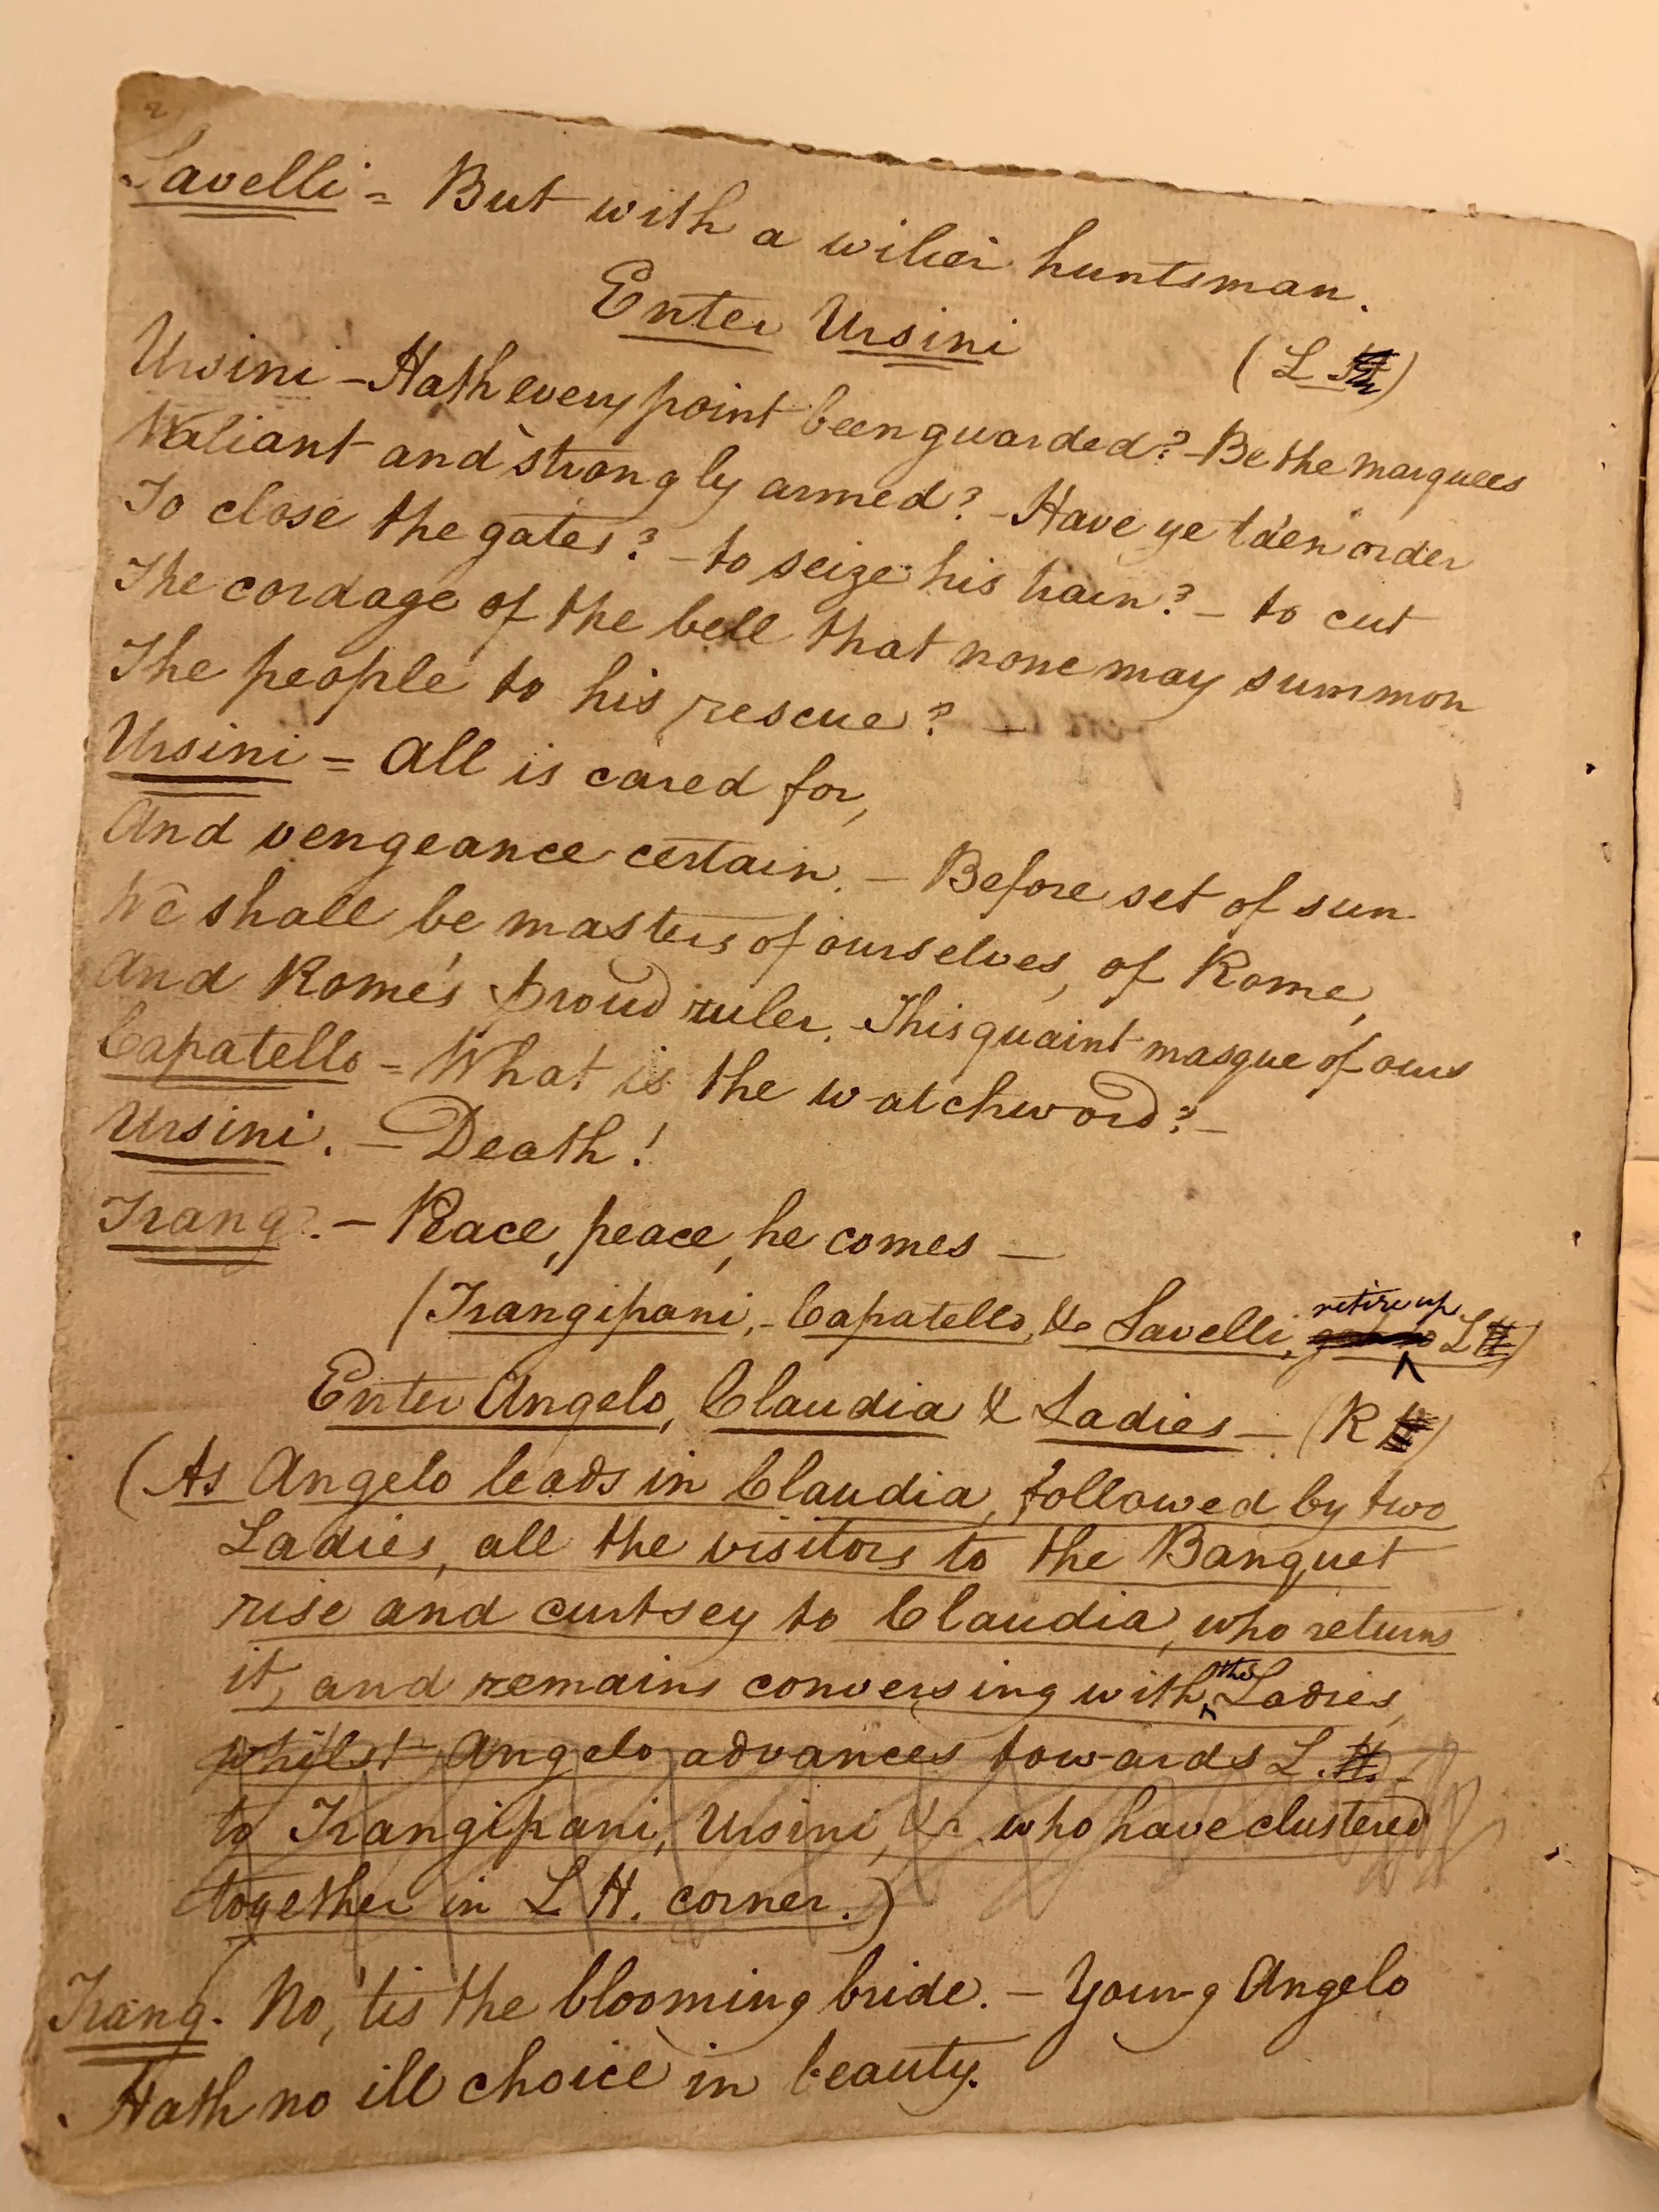 Savelli = But with a wilier huntsman.
Enter Ursini
(L H)
Ursini - Hath every point been guarded? - Be the marquees
Valiant and strongly armed? - Have ye ta'en order
To close the gates? - to seize his train? - to cut
The cordage of the bell that none may summon
The people to his rescue? -
Ursini = All is cared for,
And vengeance certain. - Before set of sun
We shall be masters of ourselves, of Rome,
And Rome's proud ruler. - This quaint masque of ours
Capatello = What is the watchword? -
Ursini. - Death!
Frang. - Peace, peace, he comes -
retire up
(Frangipani, - Capatello, &c Savelli, L H)
Enter Angelo, Claudia & Ladies - (R H)
(As Angelo leads in Claudia, followed by two
Ladies, all the visitors to the Banquet
rise and curtsey to Claudia, who returns
it, and remains conversing with the Ladies,
whilst Angelo advances towards L. H.
to Frangipani, Ursini, &c. who have clustered
together in L H. corner.)
Frang. No, 'tis the blooming bride. - Young Angelo
Hath no ill choice in beauty.